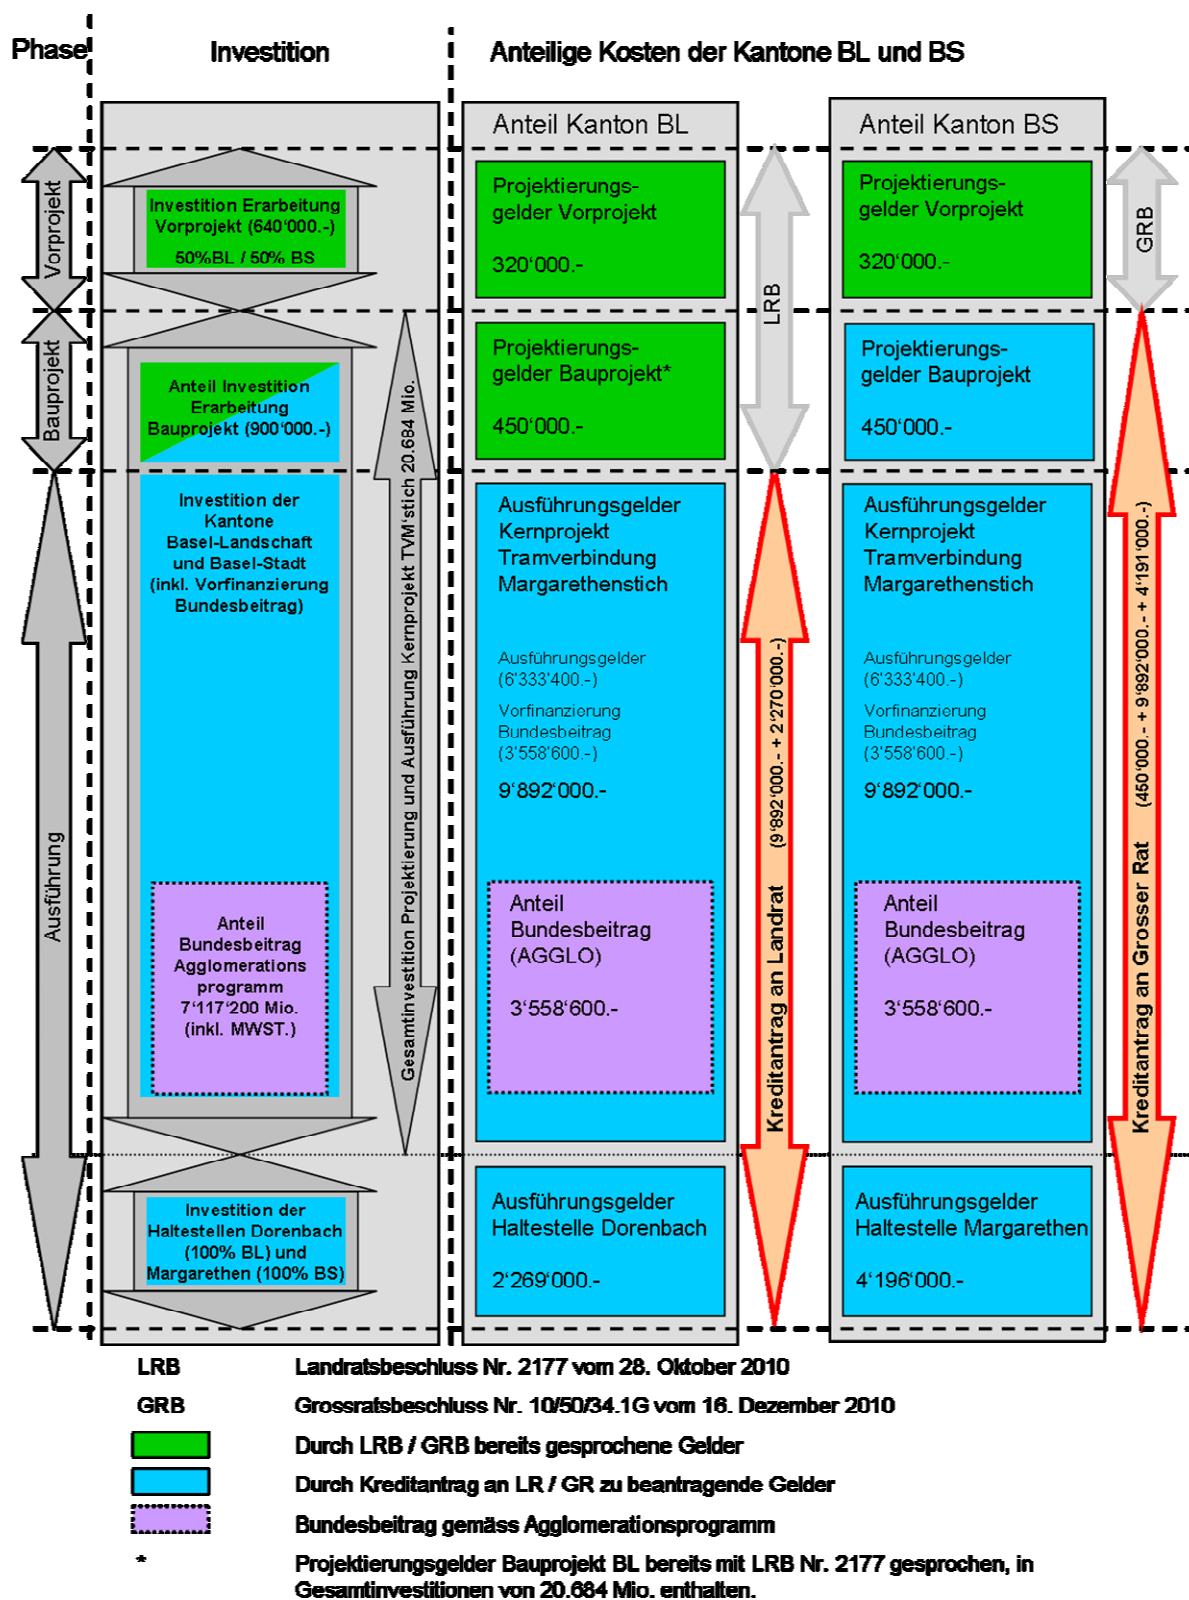 Phase
Investition
Anteilige Kosten der Kantone BL und BS
Vorprojekt
Bauprojekt
Ausführung
Investition Erarbeitung
Vorprojekt (640‘000.-)
50%BL / 50% BS
Anteil Investition
Erarbeitung
Bauprojekt (900‘000.-)
Investition der
Kantone
Basel-Landschaft
und Basel-Stadt
(inkl. Vorfinanzierung
Bundesbeitrag)
Anteil
Bundesbeitrag
Agglomerations
programm
7‘117‘200 Mio.
(inkl. MWST.)
Investition der
Haltestellen Dorenbach
(100% BL) und
Margarethen (100% BS)
Gesamtinvestition Projektierung und Ausführung Kernprojekt TVM‘stich 20.684 Mio.
Anteil Kanton BL
Projektierungs-
gelder Vorprojekt
320‘000.-
Projektierungs-
gelder Bauprojekt*
450‘000.-
Ausführungsgelder
Kernprojekt
Tramverbindung
Margarethenstich
Ausführungsgelder
(6‘333‘400.-)
Vorfinanzierung
Bundesbeitrag
(3‘558‘600.-)
9‘892‘000.-
Anteil
Bundesbeitrag
(AGGLO)
3‘558‘600.-
Ausführungsgelder
Haltestelle Dorenbach
2‘269‘000.-
LRB
Kreditantrag an Landrat (9‘892‘000.- + 2‘270‘000.-)
Anteil Kanton BS
Projektierungs-
gelder Vorprojekt
320‘000.-
Projektierungs-
gelder Bauprojekt
450‘000.-
Ausführungsgelder
Kernprojekt
Tramverbindung
Margarethenstich
Ausführungsgelder
(6‘333‘400.-)
Vorfinanzierung
Bundesbeitrag
(3‘558‘600.-)
9‘892‘000.-
Anteil
Bundesbeitrag
(AGGLO)
3‘558‘600.-
Ausführungsgelder
Haltestelle Margarethen
4‘196‘000.-
GRB
Kreditantrag an Grosser Rat (450‘000.- + 9‘892‘000.- + 4‘191‘000.-)
LRB Landratsbeschluss Nr. 2177 vom 28. Oktober 2010
GRB Grossratsbeschluss Nr. 10/50/34.1G vom 16. Dezember 2010
Durch LRB / GRB bereits gesprochene Gelder
Durch Kreditantrag an LR / GR zu beantragende Gelder
Bundesbeitrag gemäss Agglomerationsprogramm
* Projektierungsgelder Bauprojekt BL bereits mit LRB Nr. 2177 gesprochen, in
Gesamtinvestitionen von 20.684 Mio. enthalten.